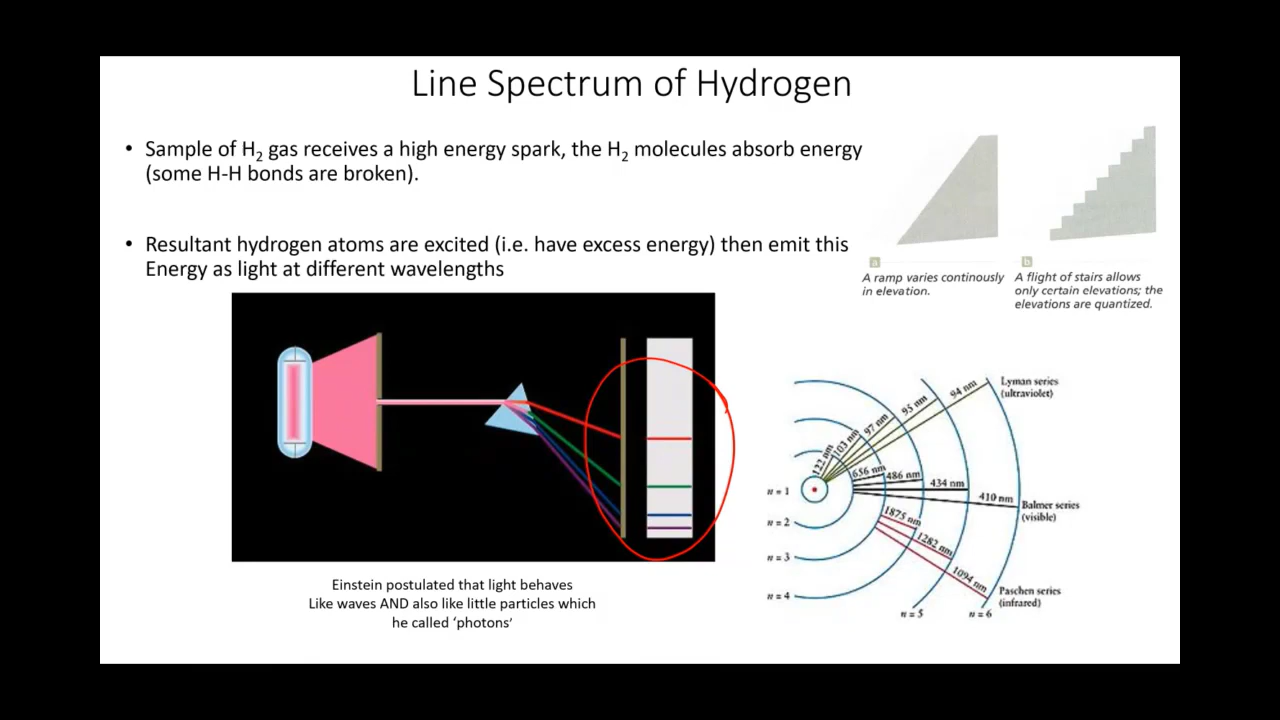 Line Spectrum of Hydrogen
• Sample of H₂ gas receives a high energy spark, the H₂ molecules absorb energy
(some H-H bonds are broken).
• Resultant hydrogen atoms are excited (i.e. have excess energy) then emit this
Energy as light at different wavelengths
a
A ramp varies continously
in elevation.
b
A flight of stairs allows
only certain elevations; the
elevations are quantized.
Einstein postulated that light behaves
Like waves AND also like little particles which
he called ‘photons’
122 nm
103 nm
97 nm
95 nm
94 nm
Lyman series
(ultraviolet)
656 nm
486 nm
434 nm
410 nm
Balmer series
(visible)
1875 nm
1282 nm
1094 nm
Paschen series
(infrared)
n = 1
n = 2
n = 3
n = 4
n = 5
n = 6